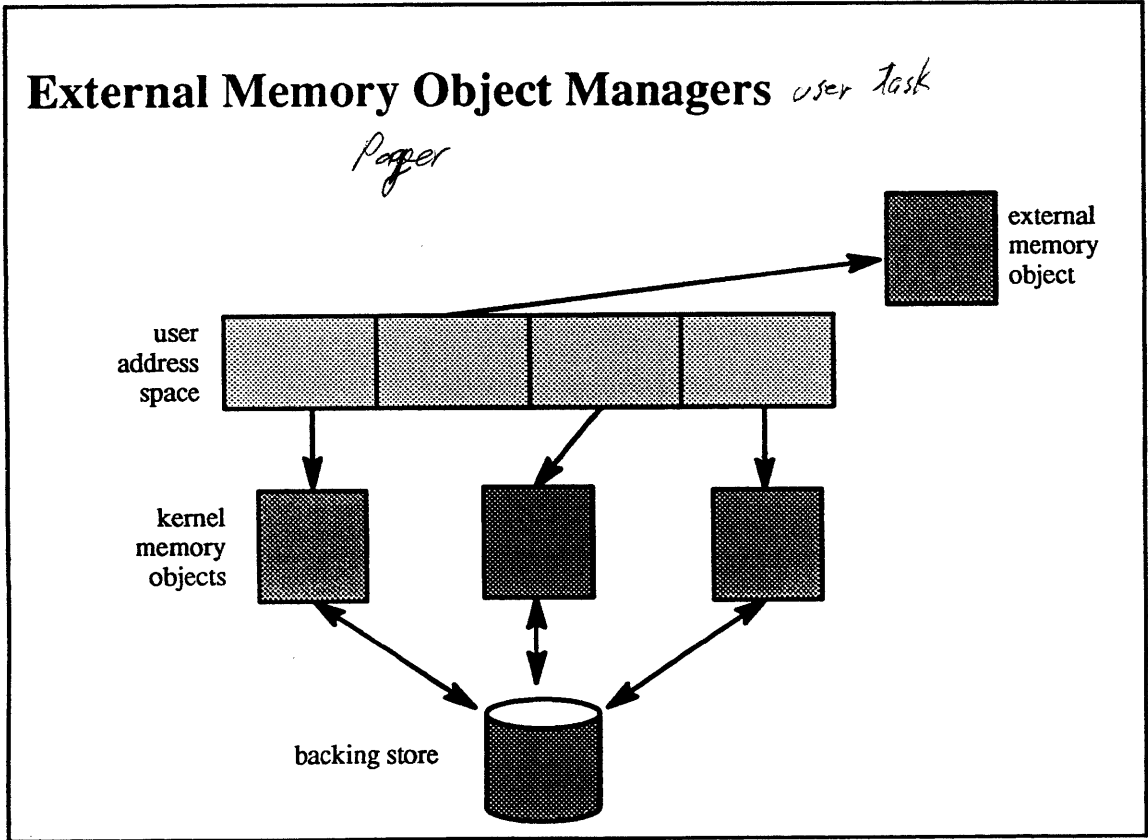 External Memory Object Managers user task
Pager
external
memory
object
user
address
space
kernel
memory
objects
backing store